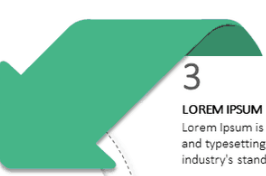 3
LOREM IPSUM
Lorem Ipsum is
and typesetting
industry's stand